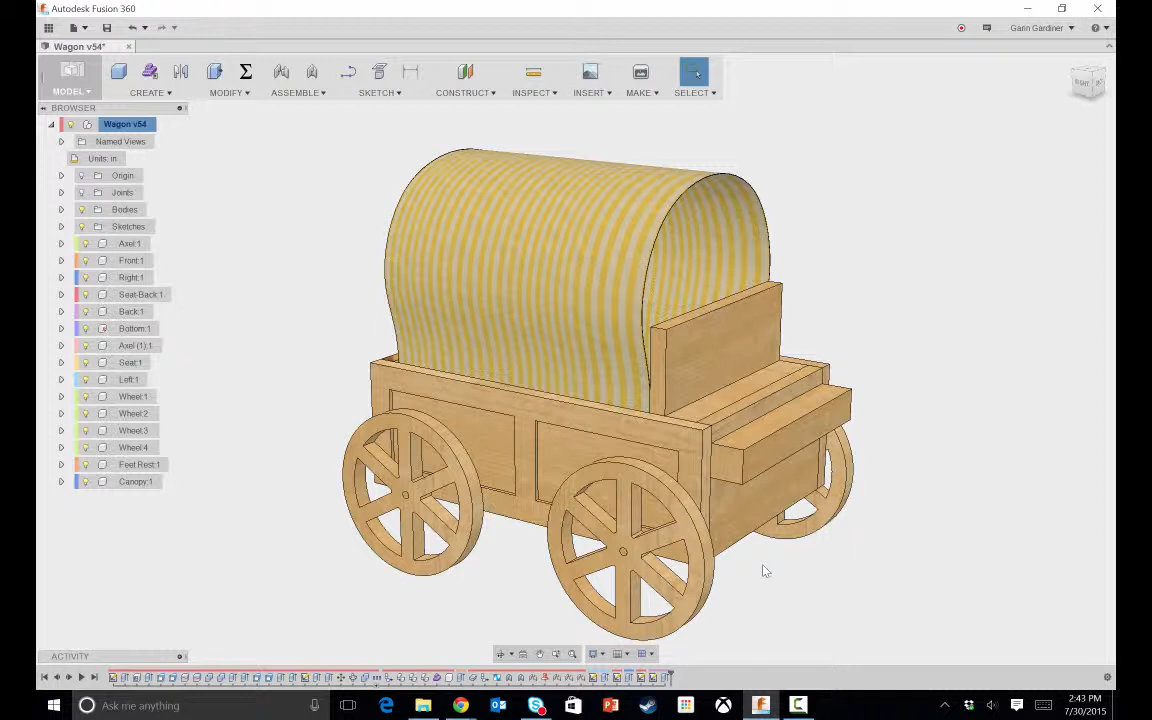 Autodesk Fusion 360
Garin Gardiner
Wagon v54*
MODEL
CREATE
MODIFY
ASSEMBLE
SKETCH
CONSTRUCT
INSPECT
INSERT
MAKE
SELECT
BROWSER
Wagon v54
Named Views
Units: in
Origin
Joints
Bodies
Sketches
Axel:1
Front:1
Right:1
Seat-Back:1
Back:1
Bottom:1
Axel (1):1
Seat:1
Left:1
Wheel:1
Wheel:2
Wheel:3
Wheel:4
Feet Rest:1
Canopy:1
RIGHT
ACTIVITY
Ask me anything
2:43 PM
7/30/2015